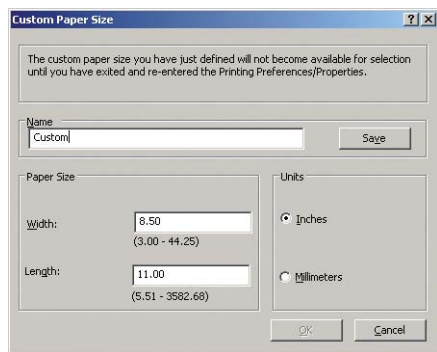 Custom Paper Size
The custom paper size you have just defined will not become available for selection
until you have exited and re-entered the Printing Preferences/Properties.
Name
Custom
Save
Paper Size
Width:
8.50
(3.00 - 44.25)
Length:
11.00
(5.51 - 3582.68)
Units
Inches
Millimeters
OK
Cancel